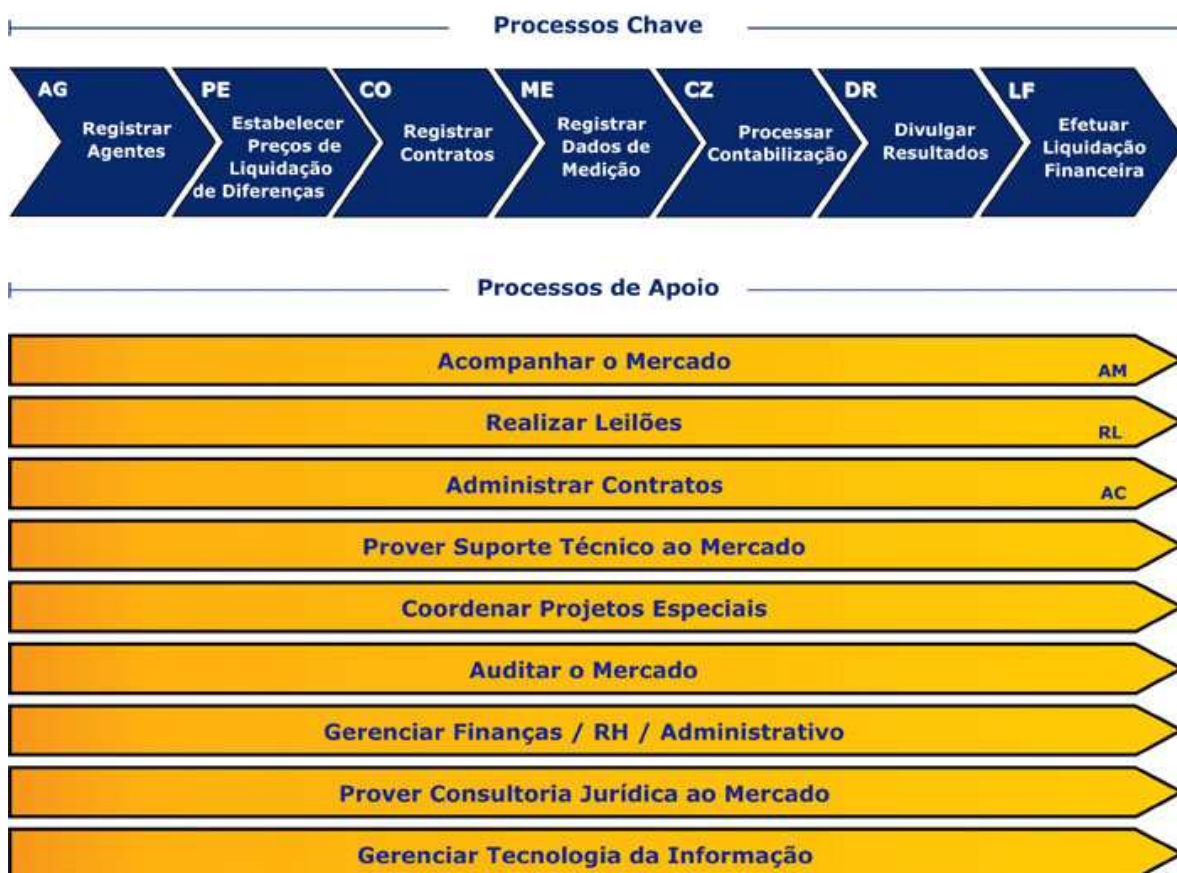 Processos Chave
AG
Registrar
Agentes
PE
Estabelecer
Preços de
Liquidação
de Diferenças
CO
Registrar
Contratos
ME
Registrar
Dados de
Medição
CZ
Processar
Contabilização
DR
Divulgar
Resultados
LF
Efetuar
Liquidação
Financeira
Processos de Apoio
Acompanhar o Mercado
AM
Realizar Leilões
RL
Administrar Contratos
AC
Prover Suporte Técnico ao Mercado
Coordenar Projetos Especiais
Auditar o Mercado
Gerenciar Finanças / RH / Administrativo
Prover Consultoria Jurídica ao Mercado
Gerenciar Tecnologia da Informação